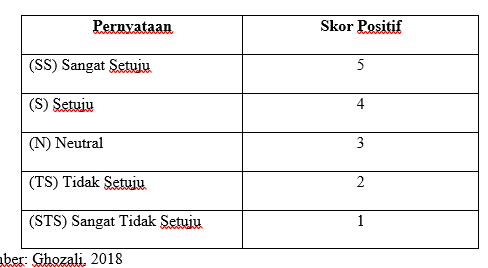 Pernyataan Skor Positif
(SS) Sangat Setuju 5
(S) Setuju 4
(N) Neutral 3
(TS) Tidak Setuju 2
(STS) Sangat Tidak Setuju 1
Ghozali, 2018